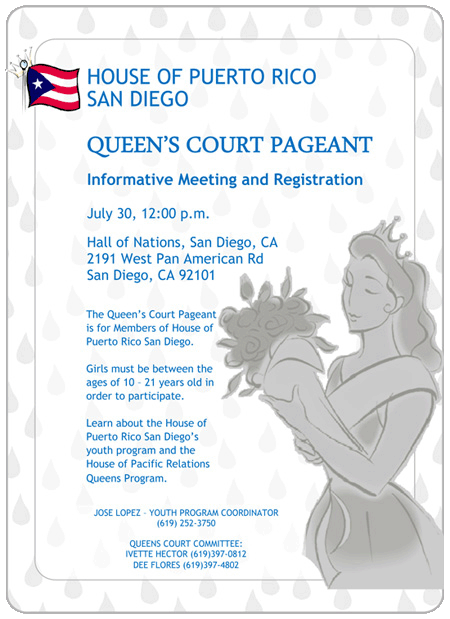 HOUSE OF PUERTO RICO
SAN DIEGO
QUEEN'S COURT PAGEANT
Informative Meeting and Registration
July 30, 12:00 p.m.
Hall of Nations, San Diego, CA
2191 West Pan American Rd
San Diego, CA 92101
The Queen's Court Pageant
is for Members of House of
Puerto Rico San Diego.
Girls must be between the
ages of 10 – 21 years old in
order to participate.
Learn about the House of
Puerto Rico San Diego's
youth program and the
House of Pacific Relations
Queens Program.
JOSE LOPEZ – YOUTH PROGRAM COORDINATOR
(619) 252-3750
QUEENS COURT COMMITTEE:
IVETTE HECTOR (619)397-0812
DEE FLORES (619)397-4802